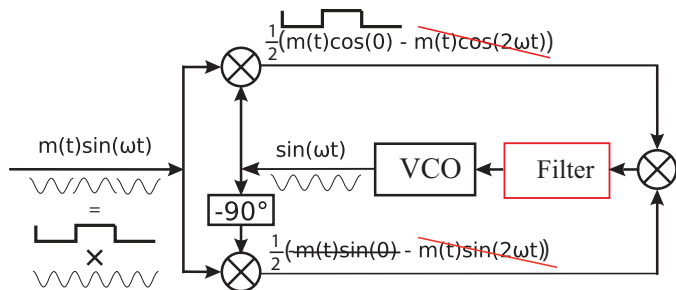 ½(m(t)cos(0) - m(t)cos(2ωt))
m(t)sin(ωt)
sin(ωt)
VCO
Filter
=
-90°
×
½(-m(t)sin(0) - m(t)sin(2ωt))